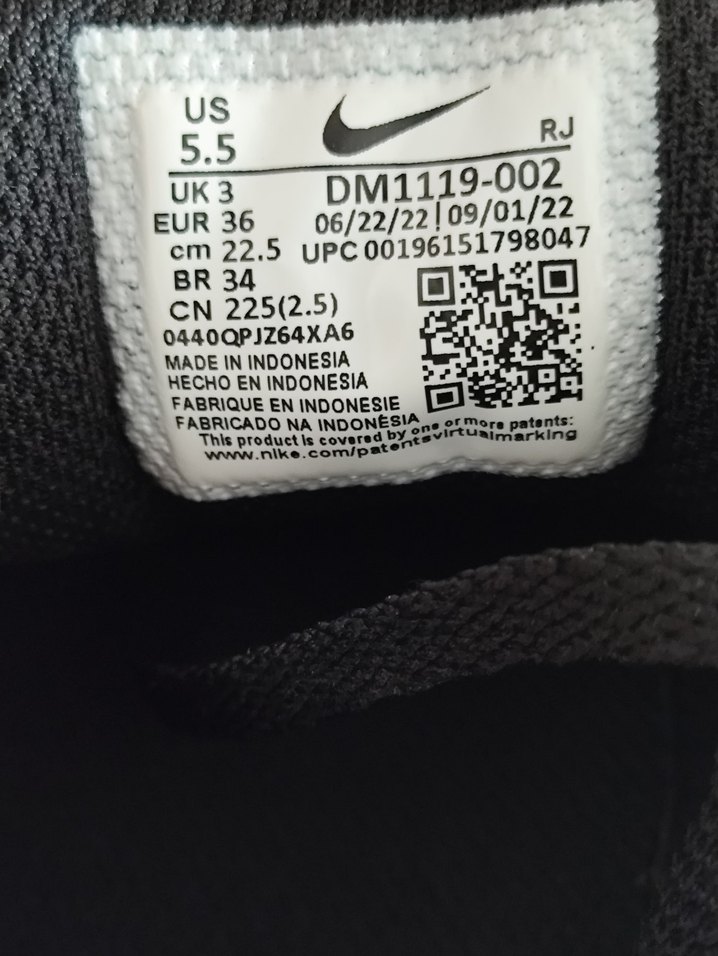 US
5.5
RJ
UK 3
DM1119-002
EUR 36
06/22/22|09/01/22
cm 22.5
UPC 00196151798047
BR 34
CN 225(2.5)
0440QPJZ64XA6
MADE IN INDONESIA
HECHO EN INDONESIA
FABRIQUE EN INDONESIE
FABRICADO NA INDONÉSIA
This product is covered by one or more patents:
www.nike.com/patentsvirtualmarking